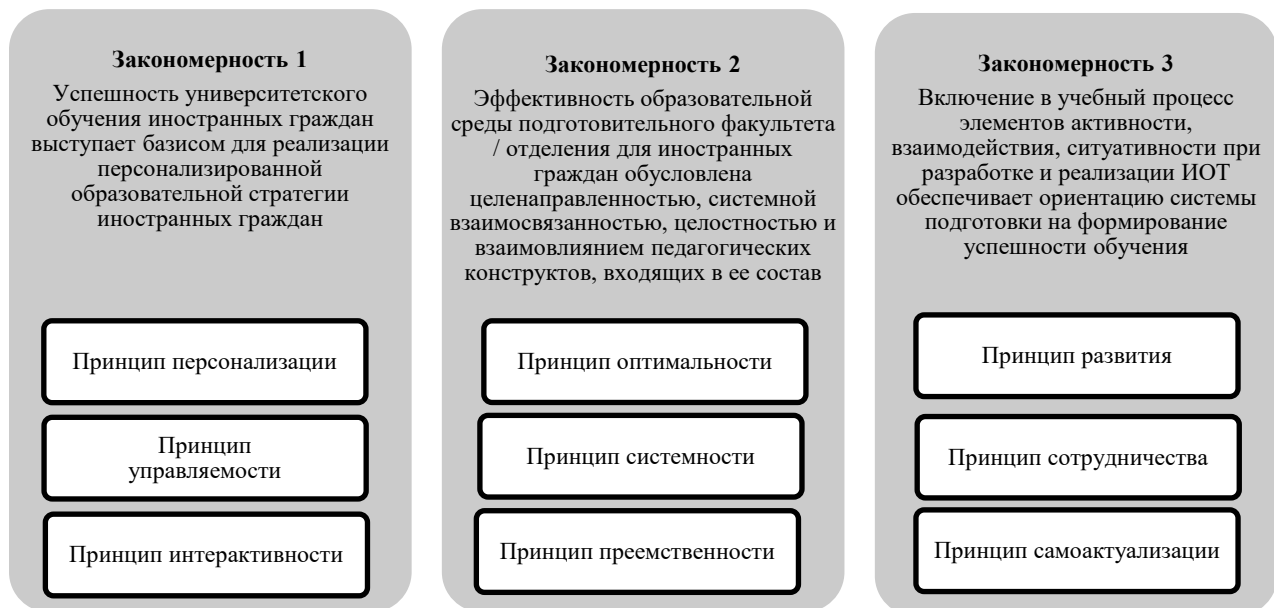 Закономерность 1
Успешность университетского
обучения иностранных граждан
выступает базисом для реализации
персонализированной
образовательной стратегии
иностранных граждан
Принцип персонализации
Принцип
управляемости
Принцип интерактивности
Закономерность 2
Эффективность образовательной
среды подготовительного факультета
/ отделения для иностранных
граждан обусловлена
целенаправленностью, системной
взаимосвязанностью, целостностью и
взаимовлиянием педагогических
конструктов, входящих в ее состав
Принцип оптимальности
Принцип системности
Принцип преемственности
Закономерность 3
Включение в учебный процесс
элементов активности,
взаимодействия, ситуативности при
разработке и реализации ИОТ
обеспечивает ориентацию системы
подготовки на формирование
успешности обучения
Принцип развития
Принцип сотрудничества
Принцип самоактуализации